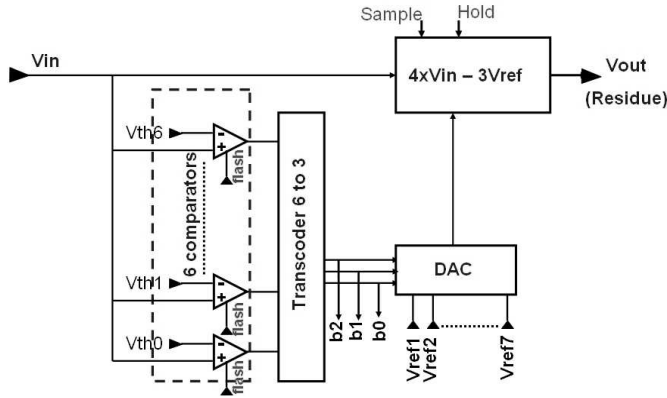 Sample
Hold
Vin
4xVin – 3Vref
Vout
(Residue)
Vth6
flash
6 comparators
Transcoder 6 to 3
Vth1
flash
Vth0
flash
DAC
b2
b1
b0
Vref1
Vref2
Vref7